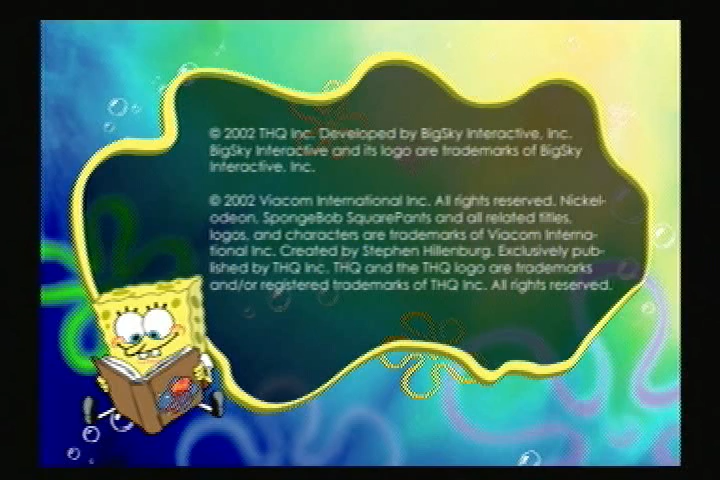 © 2002 THQ Inc. Developed by BigSky Interactive, Inc.
BigSky Interactive and its logo are trademarks of BigSky
Interactive, Inc.
© 2002 Viacom International Inc. All rights reserved. Nickel-
odeon, SpongeBob SquarePants and all related titles,
logos, and characters are trademarks of Viacom Interna-
tional Inc. Created by Stephen Hillenburg. Exclusively pub-
lished by THQ Inc. THQ and the THQ logo are trademarks
and/or registered trademarks of THQ Inc. All rights reserved.